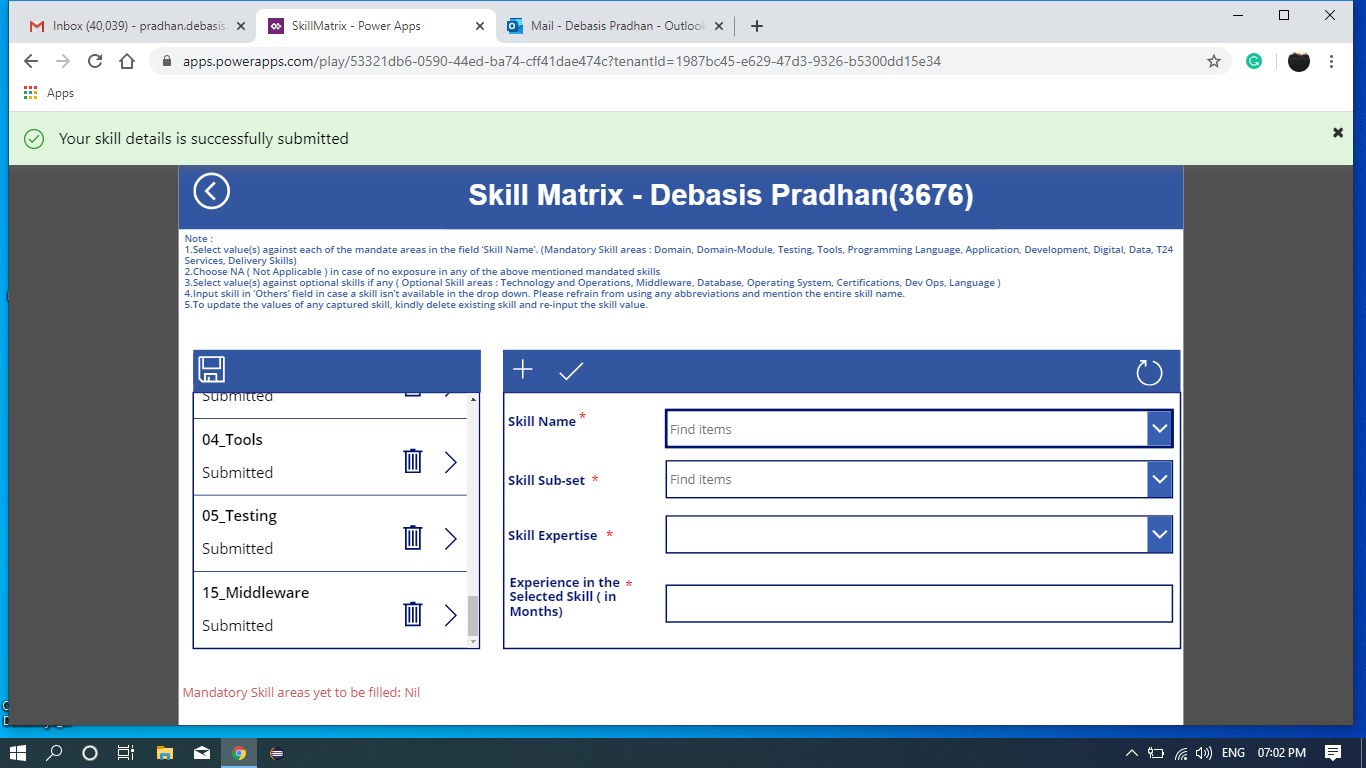 Inbox (40,039) - pradhan.debasis
SkillMatrix - Power Apps
Mail - Debasis Pradhan - Outlook
apps.powerapps.com/play/53321db6-0590-44ed-ba74-cff41dae474c?tenantId=1987bc45-e629-47d3-9326-b5300dd15e34
Apps
Your skill details is successfully submitted
Skill Matrix - Debasis Pradhan(3676)
Note :
1.Select value(s) against each of the mandate areas in the field 'Skill Name'. (Mandatory Skill areas : Domain, Domain-Module, Testing, Tools, Programming Language, Application, Development, Digital, Data, T24
Services, Delivery Skills)
2.Choose NA ( Not Applicable ) in case of no exposure in any of the above mentioned mandated skills
3.Select value(s) against optional skills if any ( Optional Skill areas : Technology and Operations, Middleware, Database, Operating System, Certifications, Dev Ops, Language )
4.Input skill in 'Others' field in case a skill isn't available in the drop down. Please refrain from using any abbreviations and mention the entire skill name.
5.To update the values of any captured skill, kindly delete existing skill and re-input the skill value.
Submitted
04_Tools
Submitted
05_Testing
Submitted
15_Middleware
Submitted
Skill Name *
Find items
Skill Sub-set *
Find items
Skill Expertise *
Experience in the *
Selected Skill ( in
Months)
Mandatory Skill areas yet to be filled: Nil
ENG
07:02 PM